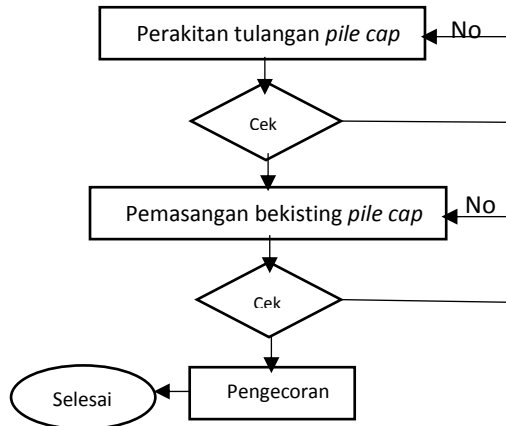 Perakitan tulangan pile cap
No
Cek
Pemasangan bekisting pile cap
No
Cek
Pengecoran
Selesai